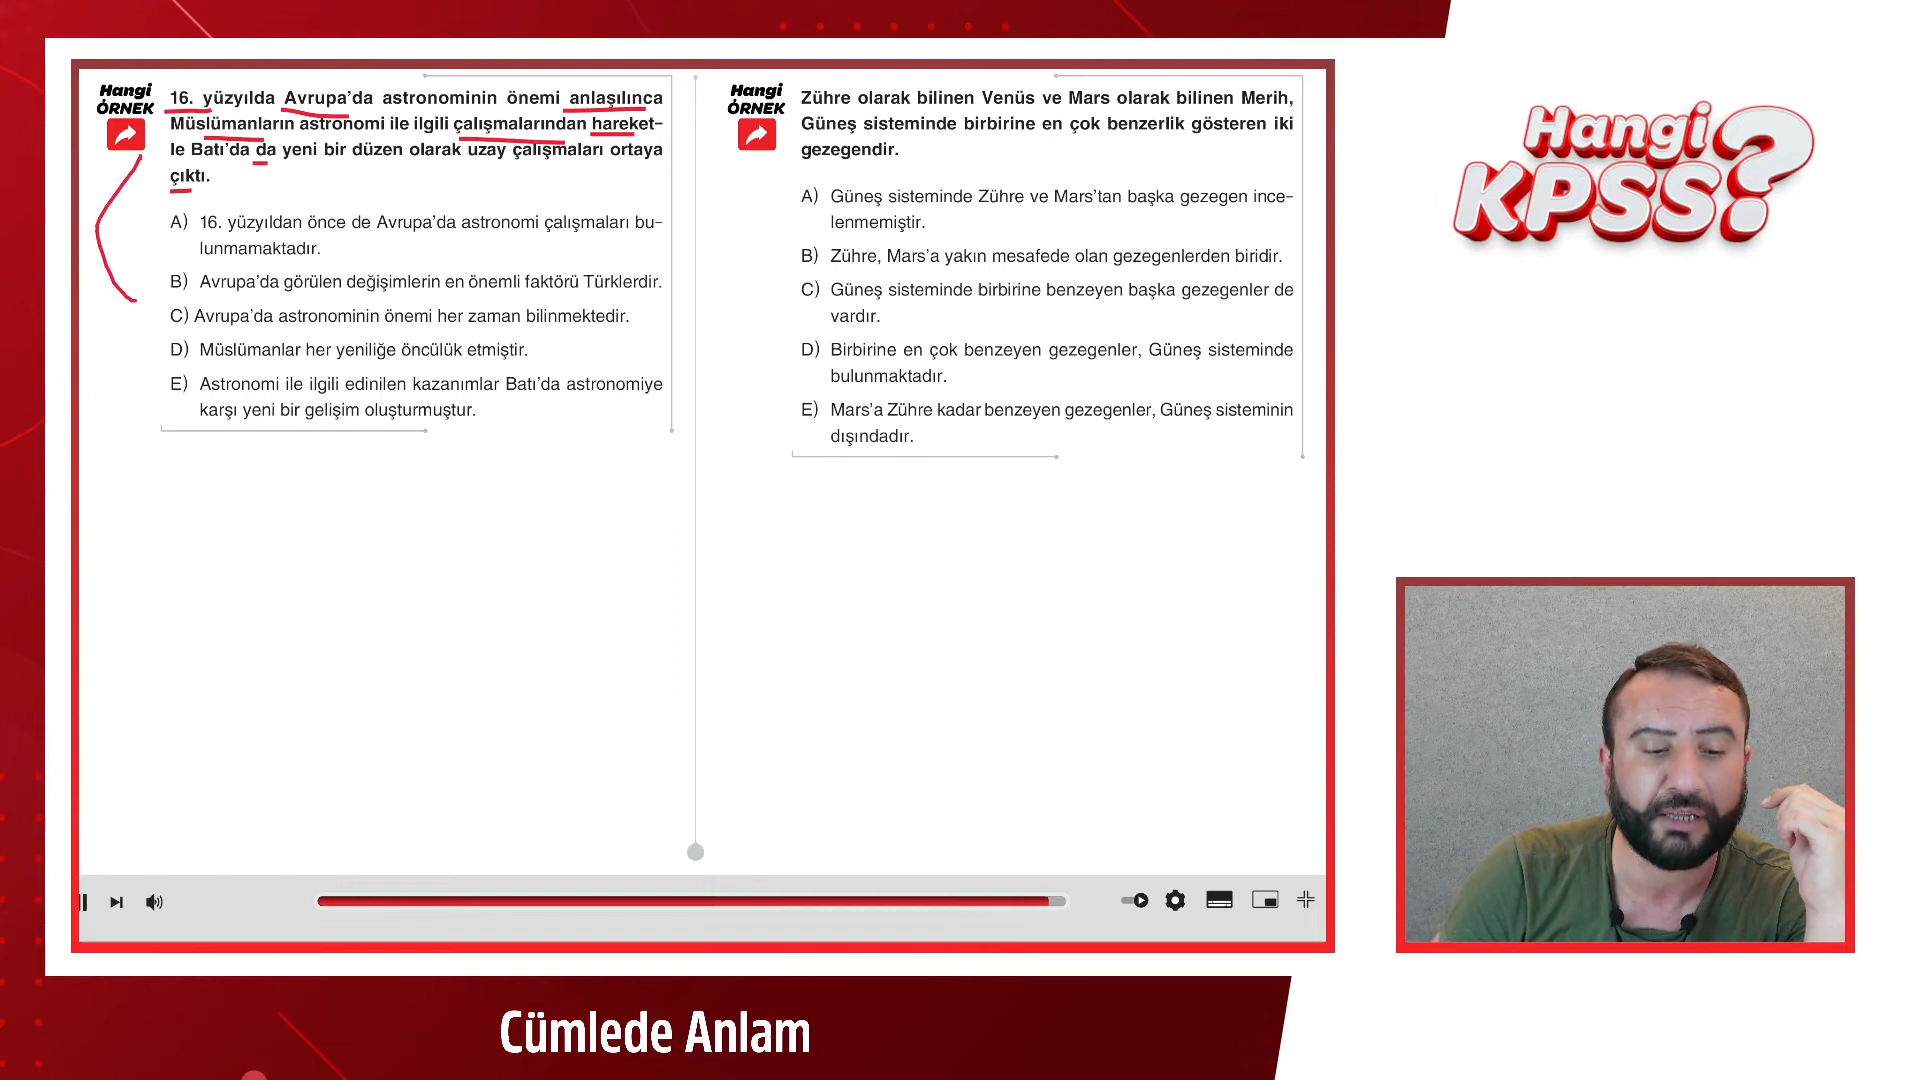 Hangi
ÖRNEK
16. yüzyılda Avrupa'da astronominin önemi anlaşılınca
Müslümanların astronomi ile ilgili çalışmalarından hareket-
le Batı'da da yeni bir düzen olarak uzay çalışmaları ortaya
çıktı.
A) 16. yüzyıldan önce de Avrupa'da astronomi çalışmaları bu-
lunmamaktadır.
B) Avrupa'da görülen değişimlerin en önemli faktörü Türklerdir.
C) Avrupa'da astronominin önemi her zaman bilinmektedir.
D) Müslümanlar her yeniliğe öncülük etmiştir.
E) Astronomi ile ilgili edinilen kazanımlar Batı'da astronomiye
karşı yeni bir gelişim oluşturmuştur.
Hangi
ÖRNEK
Zühre olarak bilinen Venüs ve Mars olarak bilinen Merih,
Güneş sisteminde birbirine en çok benzerlik gösteren iki
gezegendir.
A) Güneş sisteminde Zühre ve Mars'tan başka gezegen ince-
lenmemiştir.
B) Zühre, Mars'a yakın mesafede olan gezegenlerden biridir.
C) Güneş sisteminde birbirine benzeyen başka gezegenler de
vardır.
D) Birbirine en çok benzeyen gezegenler, Güneş sisteminde
bulunmaktadır.
E) Mars'a Zühre kadar benzeyen gezegenler, Güneş sisteminin
dışındadır.
Hangi
KPSS?
Cümlede Anlam